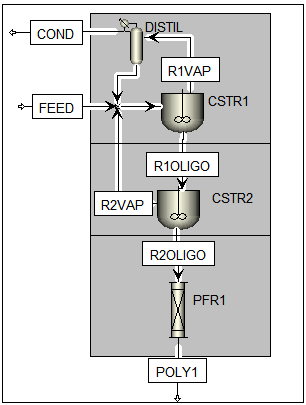 COND
DISTIL
R1VAP
FEED
CSTR1
R1OLIGO
R2VAP
CSTR2
R2OLIGO
PFR1
POLY1